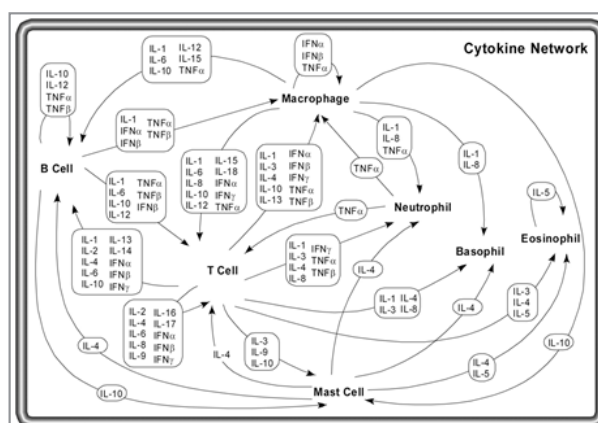 Cytokine Network
IL-1 IL-12
IL-6 IL-15
IL-10 TNFα
IFNα
IFNβ
TNFα
Macrophage
IL-10
IL-12
TNFα
TNFβ
IL-1 TNFα
IFNα TNFβ
IFNβ
IL-1
IL-8
TNFα
IL-1
IL-8
B Cell
IL-1 TNFα
IL-6 TNFβ
IL-10 IFNβ
IL-12
IL-1 IL-15
IL-6 IL-18
IL-8 IFNα
IL-10 IFNγ
IL-12 TNFα
IL-1 IFNα
IL-3 IFNβ
IL-4 IFNγ
IL-10 TNFα
IL-13 TNFβ
TNFα
IL-5
TNFα
Neutrophil
Eosinophil
Basophil
IL-1 IL-13
IL-2 IL-14
IL-4 IFNα
IL-6 IFNβ
IL-10 IFNγ
T Cell
IL-1 IFNγ
IL-3 TNFα
IL-4 TNFβ
IL-8
IL-4
IL-2 IL-16
IL-4 IL-17
IL-6 IFNα
IL-8 IFNβ
IL-9 IFNγ
IL-1 IL-4
IL-3 IL-8
IL-4
IL-3
IL-4
IL-5
IL-4
IL-4
IL-3
IL-9
IL-10
IL-4
IL-5
IL-10
IL-10
Mast Cell